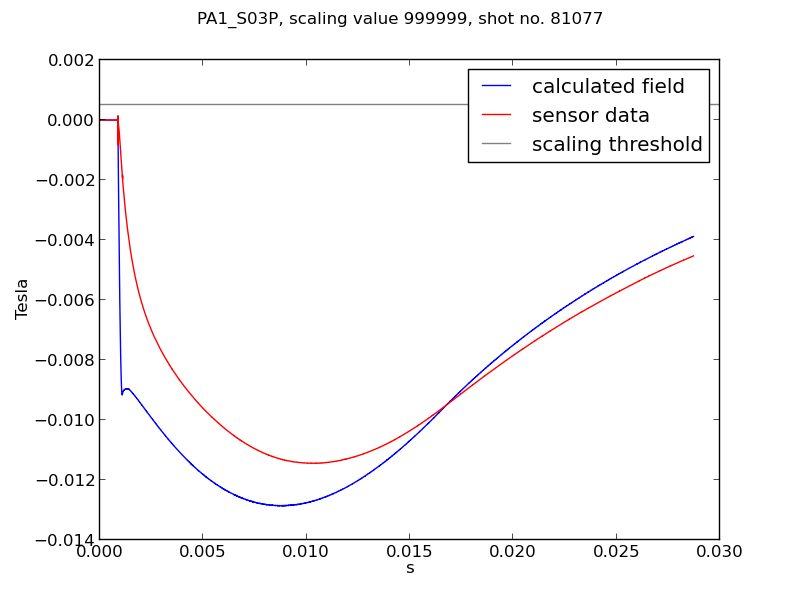 PA1_S03P, scaling value 999999, shot no. 81077
calculated field
sensor data
scaling threshold
0.002
0.000
−0.002
−0.004
−0.006
−0.008
−0.010
−0.012
−0.014
Tesla
0.000 0.005 0.010 0.015 0.020 0.025 0.030
s